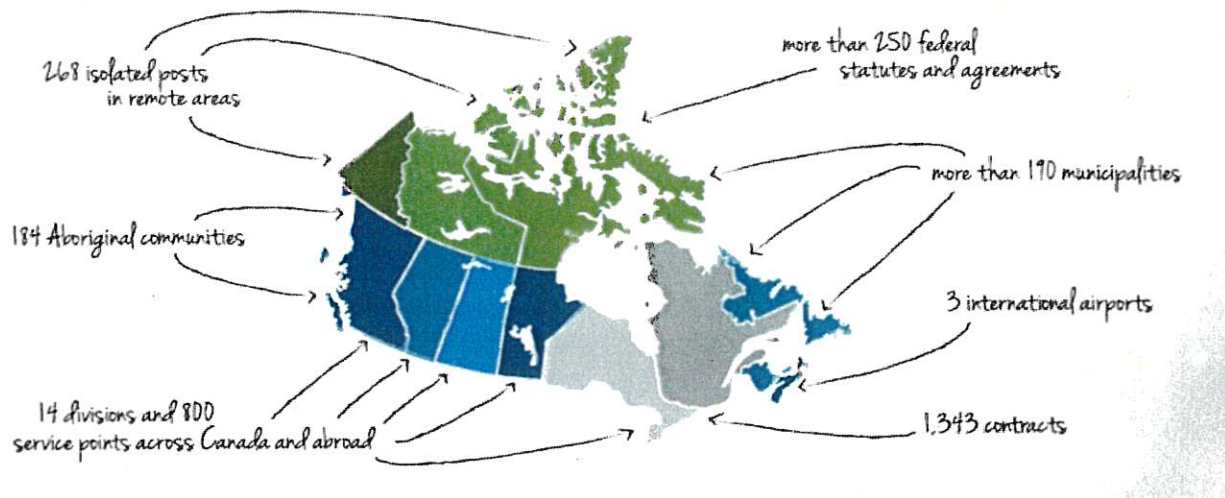 268 isolated posts
in remote areas
more than 250 federal
statutes and agreements
more than 190 municipalities
184 Aboriginal communities
3 international airports
14 divisions and 800
service points across Canada and abroad
1,343 contracts